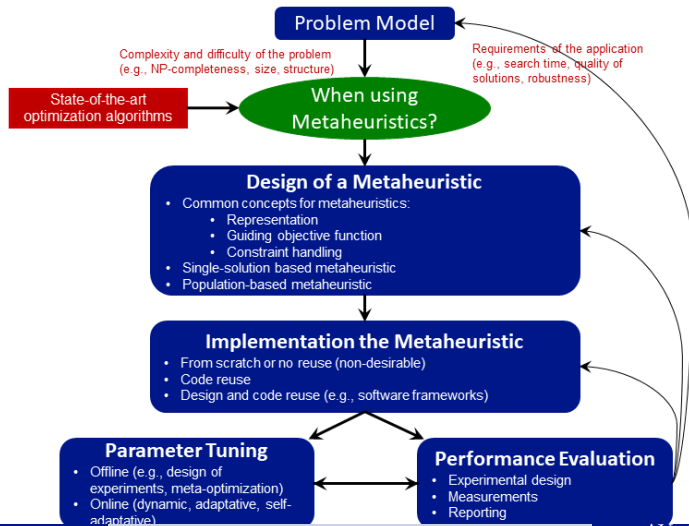 Problem Model
Complexity and difficulty of the problem
(e.g., NP-completeness, size, structure)
Requirements of the application
(e.g., search time, quality of
solutions, robustness)
State-of-the-art
optimization algorithms
When using
Metaheuristics?
Design of a Metaheuristic
• Common concepts for metaheuristics:
• Representation
• Guiding objective function
• Constraint handling
• Single-solution based metaheuristic
• Population-based metaheuristic
Implementation the Metaheuristic
• From scratch or no reuse (non-desirable)
• Code reuse
• Design and code reuse (e.g., software frameworks)
Parameter Tuning
• Offline (e.g., design of
experiments, meta-optimization)
• Online (dynamic, adaptative, self-
adaptative)
Performance Evaluation
• Experimental design
• Measurements
• Reporting